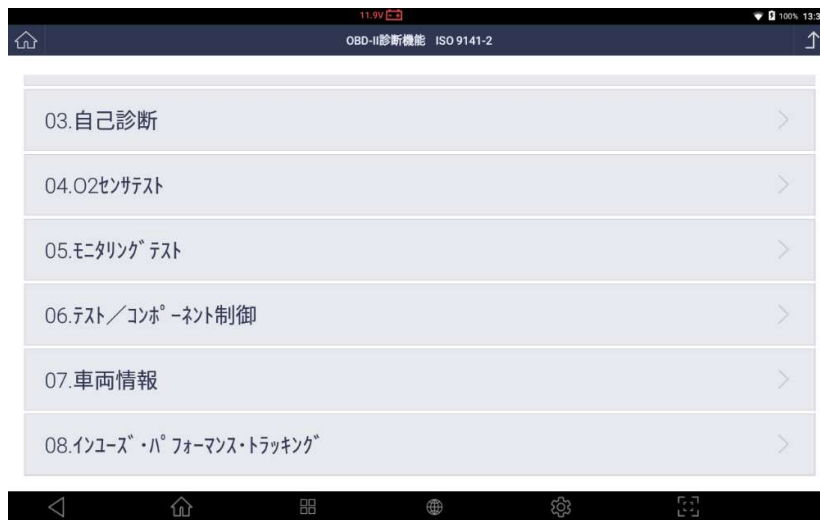 11.9V
100% 13:3
OBD-II診断機能 ISO 9141-2
03.自己診断
04.O2ｾﾝｻﾃｽﾄ
05.ﾓﾆﾀﾘﾝｸﾞﾃｽﾄ
06.ﾃｽﾄ／ｺﾝﾎﾟｰﾈﾝﾄ制御
07.車両情報
08.ｲﾝﾕｰｽﾞ・ﾊﾟﾌｫｰﾏﾝｽ・ﾄﾗｯｷﾝｸﾞ